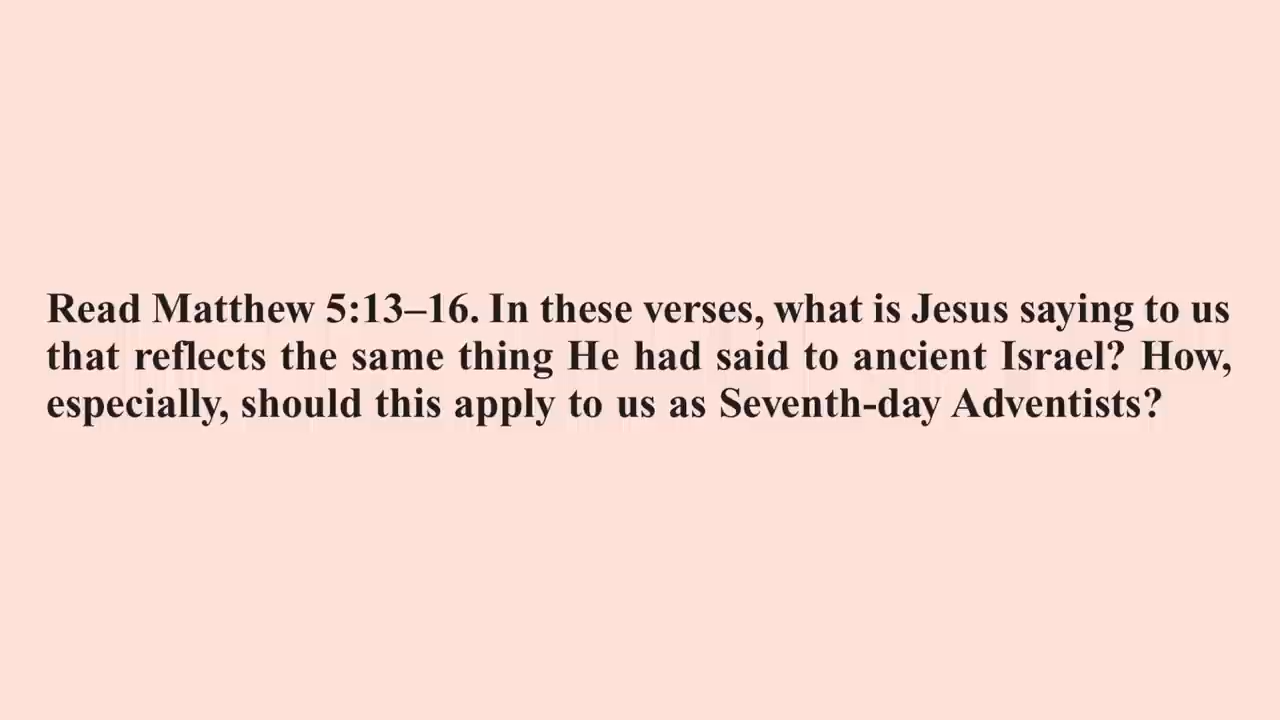 Read Matthew 5:13–16. In these verses, what is Jesus saying to us
that reflects the same thing He had said to ancient Israel? How,
especially, should this apply to us as Seventh-day Adventists?